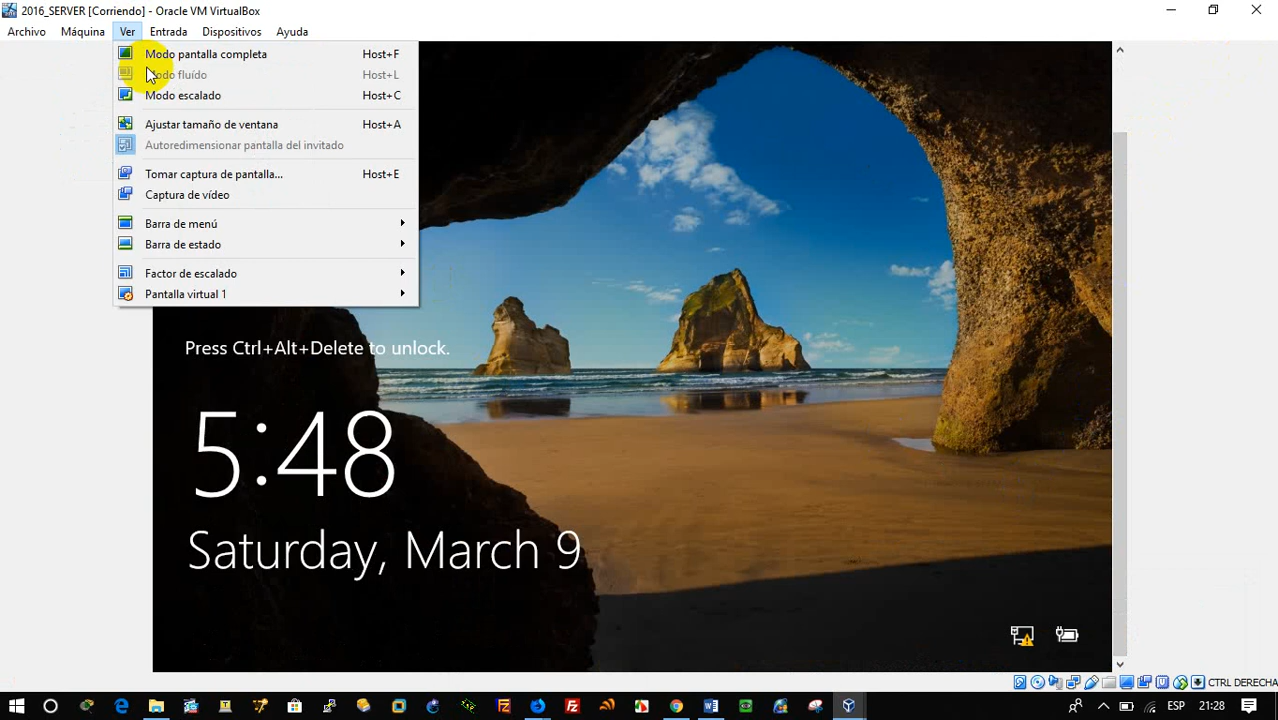 2016_SERVER [Corriendo] - Oracle VM VirtualBox
Archivo Máquina Ver Entrada Dispositivos Ayuda
Modo pantalla completa Host+F
do fluído Host+L
Modo escalado Host+C
Ajustar tamaño de ventana Host+A
Autoredimensionar pantalla del invitado
Tomar captura de pantalla... Host+E
Captura de vídeo
Barra de menú
Barra de estado
Factor de escalado
Pantalla virtual 1
Press Ctrl+Alt+Delete to unlock.
5:48
Saturday, March 9
CTRL DERECHA
ESP 21:28